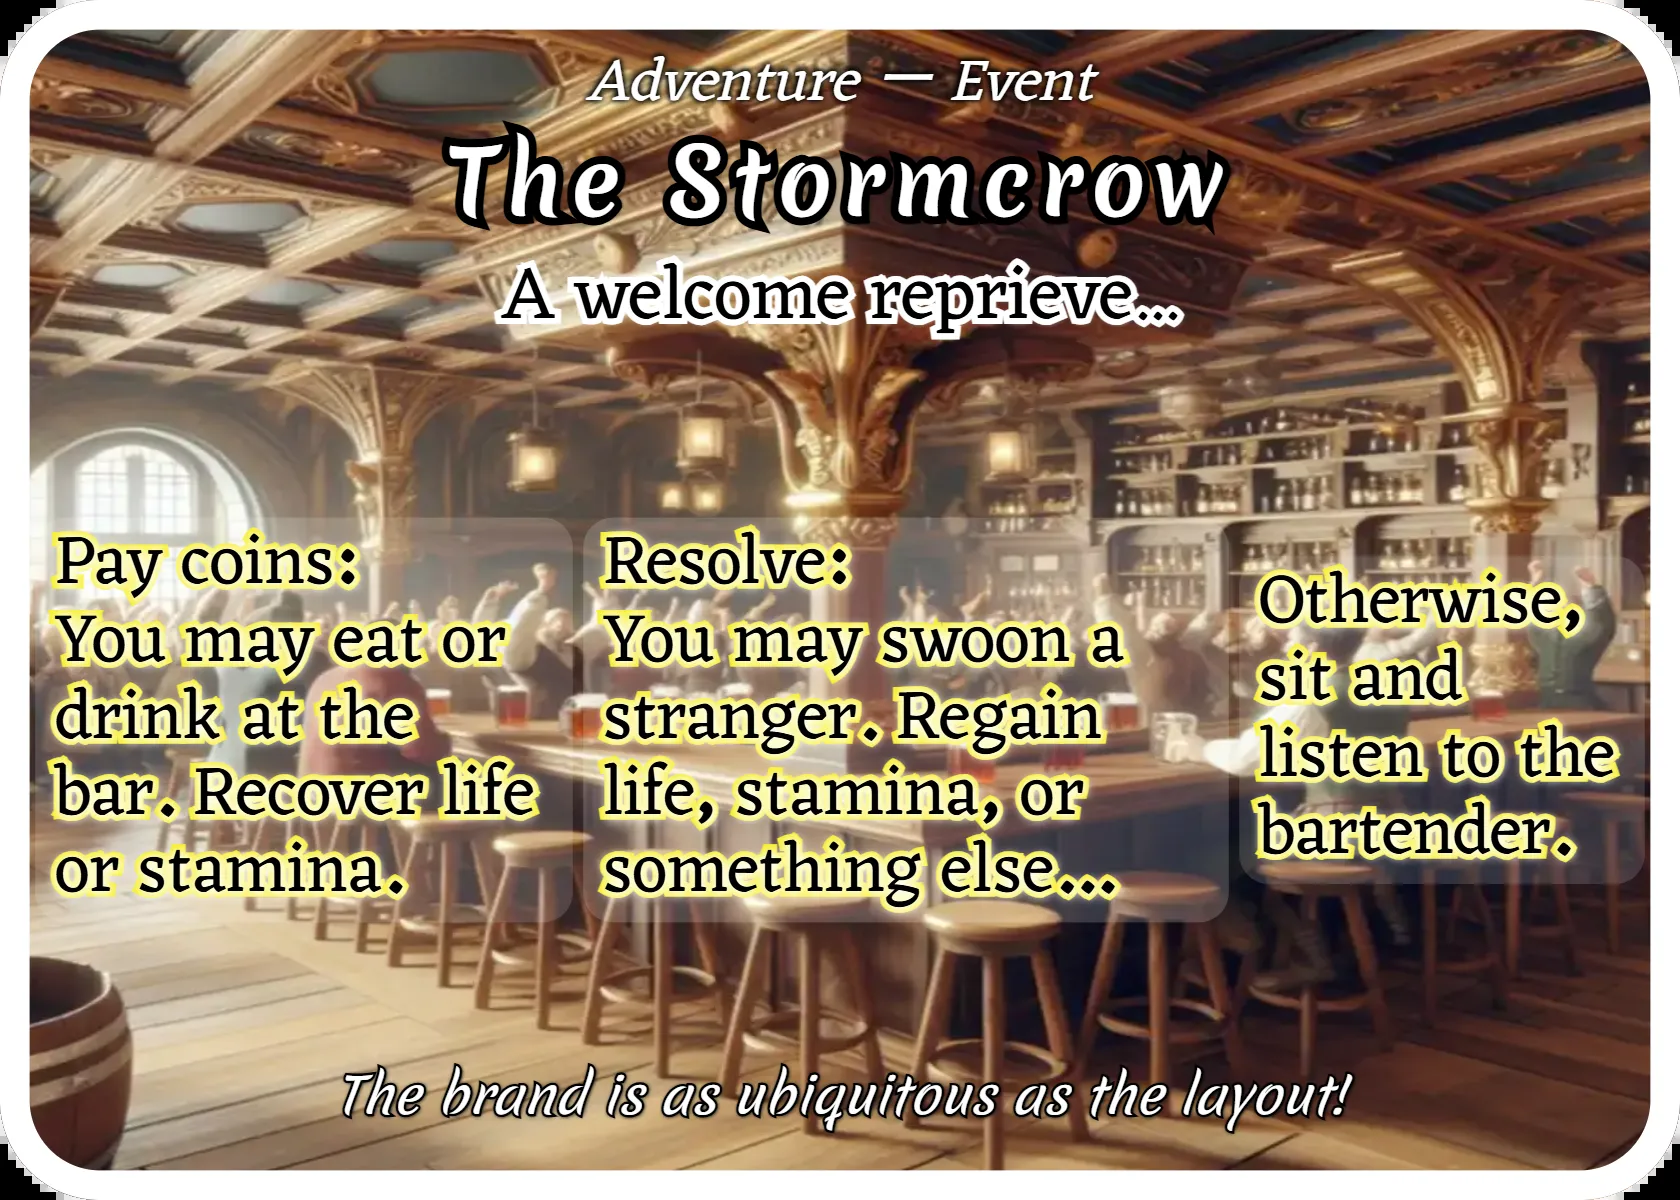 Adventure — Event
The Stormcrow
A welcome reprieve...
Pay coins:
You may eat or
drink at the
bar. Recover life
or stamina.
Resolve:
You may swoon a
stranger. Regain
life, stamina, or
something else...
Otherwise,
sit and
listen to the
bartender.
The brand is as ubiquitous as the layout!